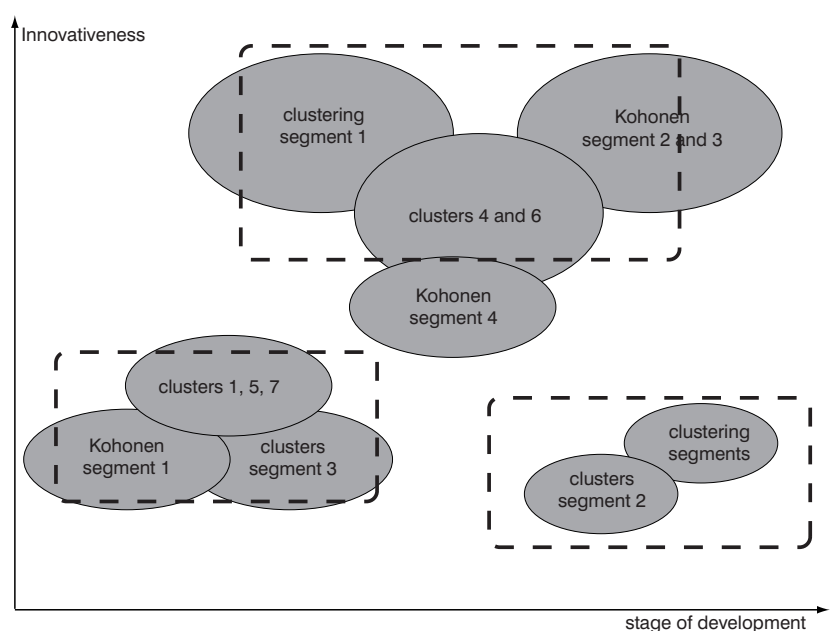 Innovativeness
clustering
segment 1
Kohonen
segment 2 and 3
clusters 4 and 6
Kohonen
segment 4
clusters 1, 5, 7
Kohonen
segment 1
clusters
segment 3
clustering
segments
clusters
segment 2
stage of development